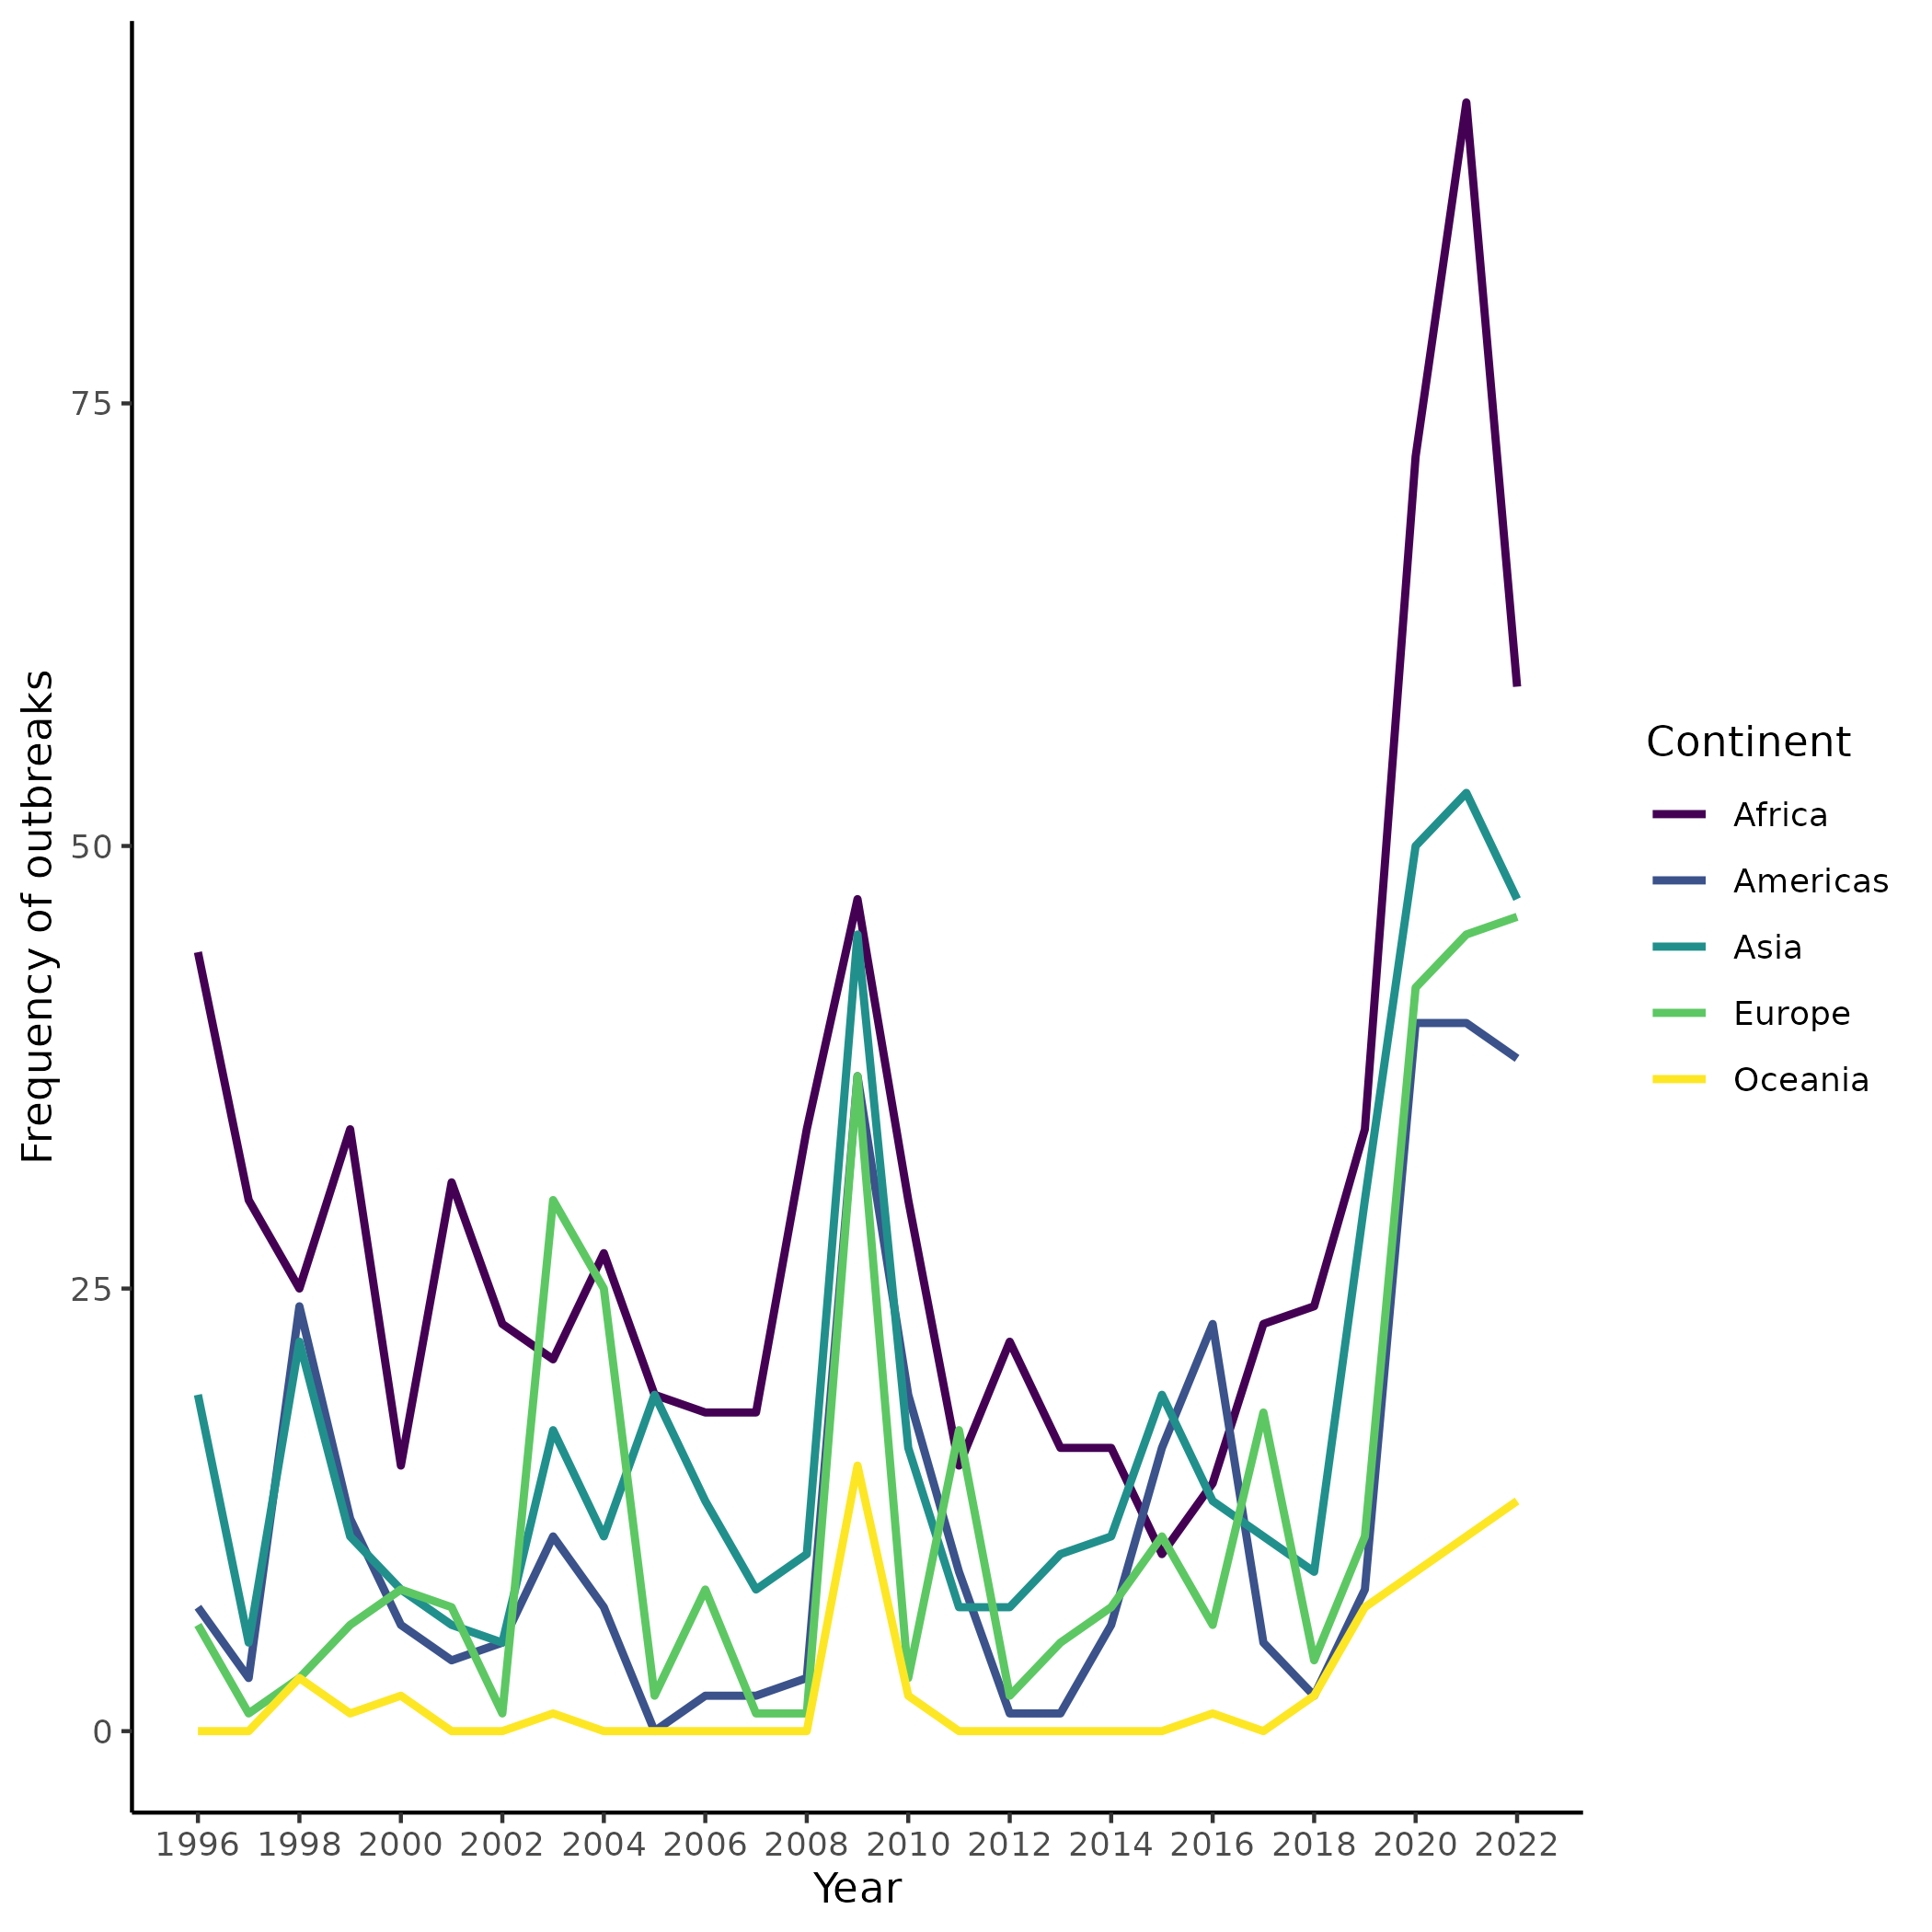 Frequency of outbreaks
75
50
25
0
1996 1998 2000 2002 2004 2006 2008 2010 2012 2014 2016 2018 2020 2022
Year
Continent
Africa
Americas
Asia
Europe
Oceania